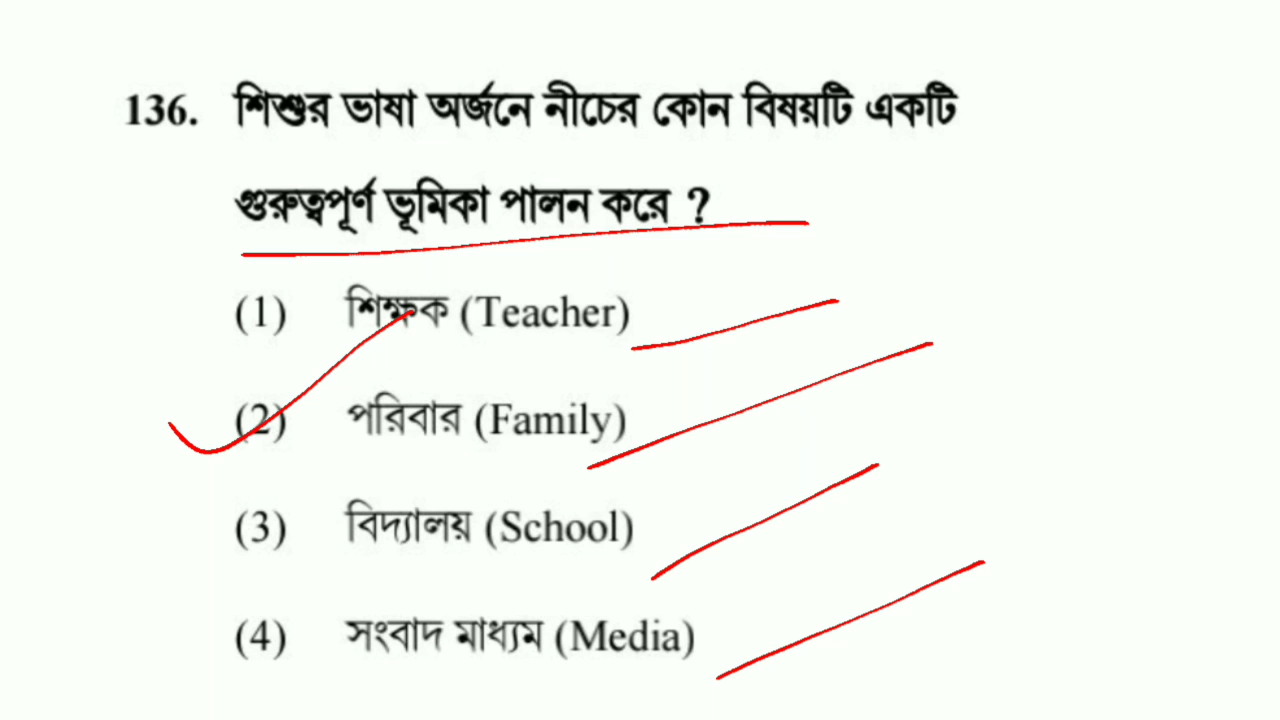 136. শিশুর ভাষা অর্জনে নীচের কোন বিষয়টি একটি
গুরুত্বপূর্ণ ভূমিকা পালন করে ?
(1) শিক্ষক (Teacher)
(2) পরিবার (Family)
(3) বিদ্যালয় (School)
(4) সংবাদ মাধ্যম (Media)